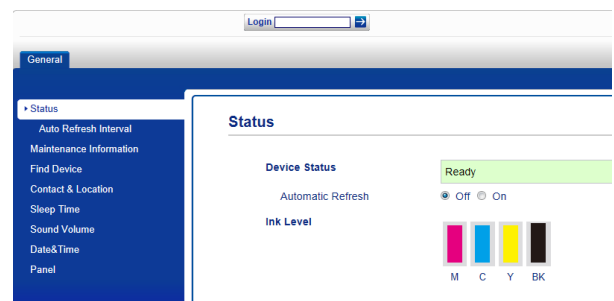 Login
General
Status
Auto Refresh Interval
Maintenance Information
Find Device
Contact & Location
Sleep Time
Sound Volume
Date&Time
Panel
Status
Device Status Ready
Automatic Refresh Off On
Ink Level
M C Y BK